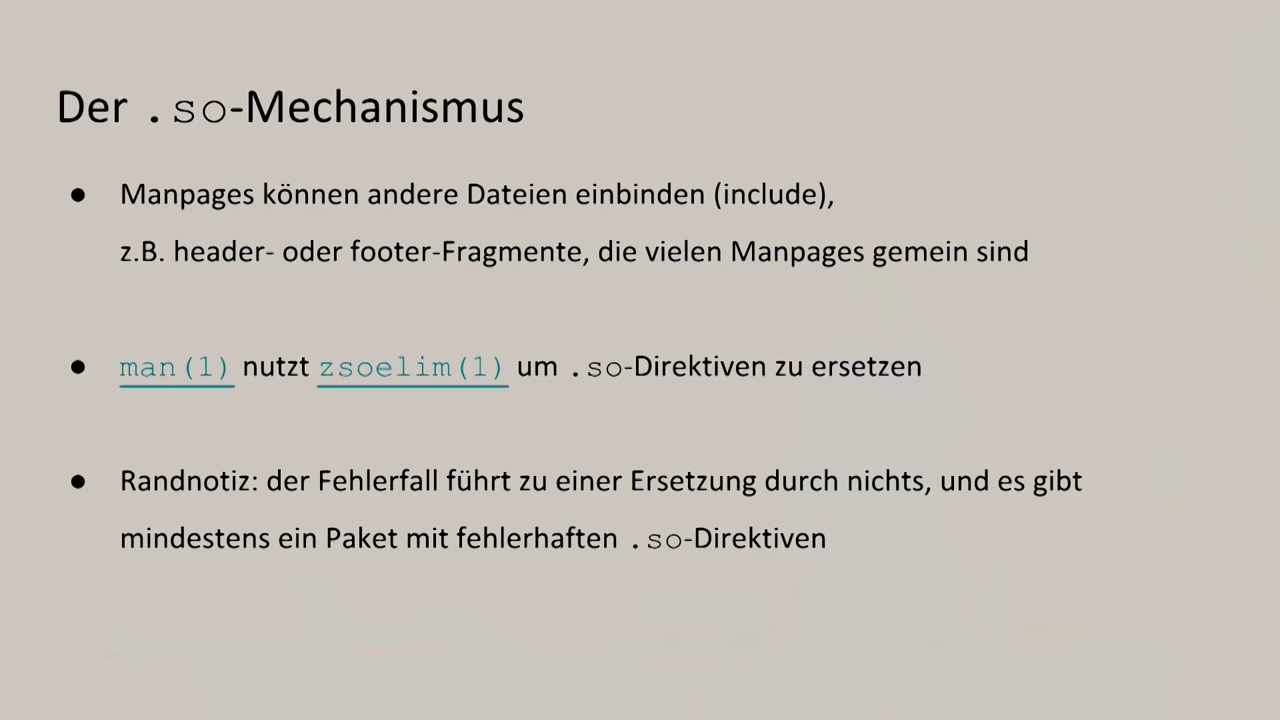 Der .so-Mechanismus
● Manpages können andere Dateien einbinden (include),
z.B. header- oder footer-Fragmente, die vielen Manpages gemein sind
● man(1) nutzt zsoelim(1) um .so-Direktiven zu ersetzen
● Randnotiz: der Fehlerfall führt zu einer Ersetzung durch nichts, und es gibt
mindestens ein Paket mit fehlerhaften .so-Direktiven